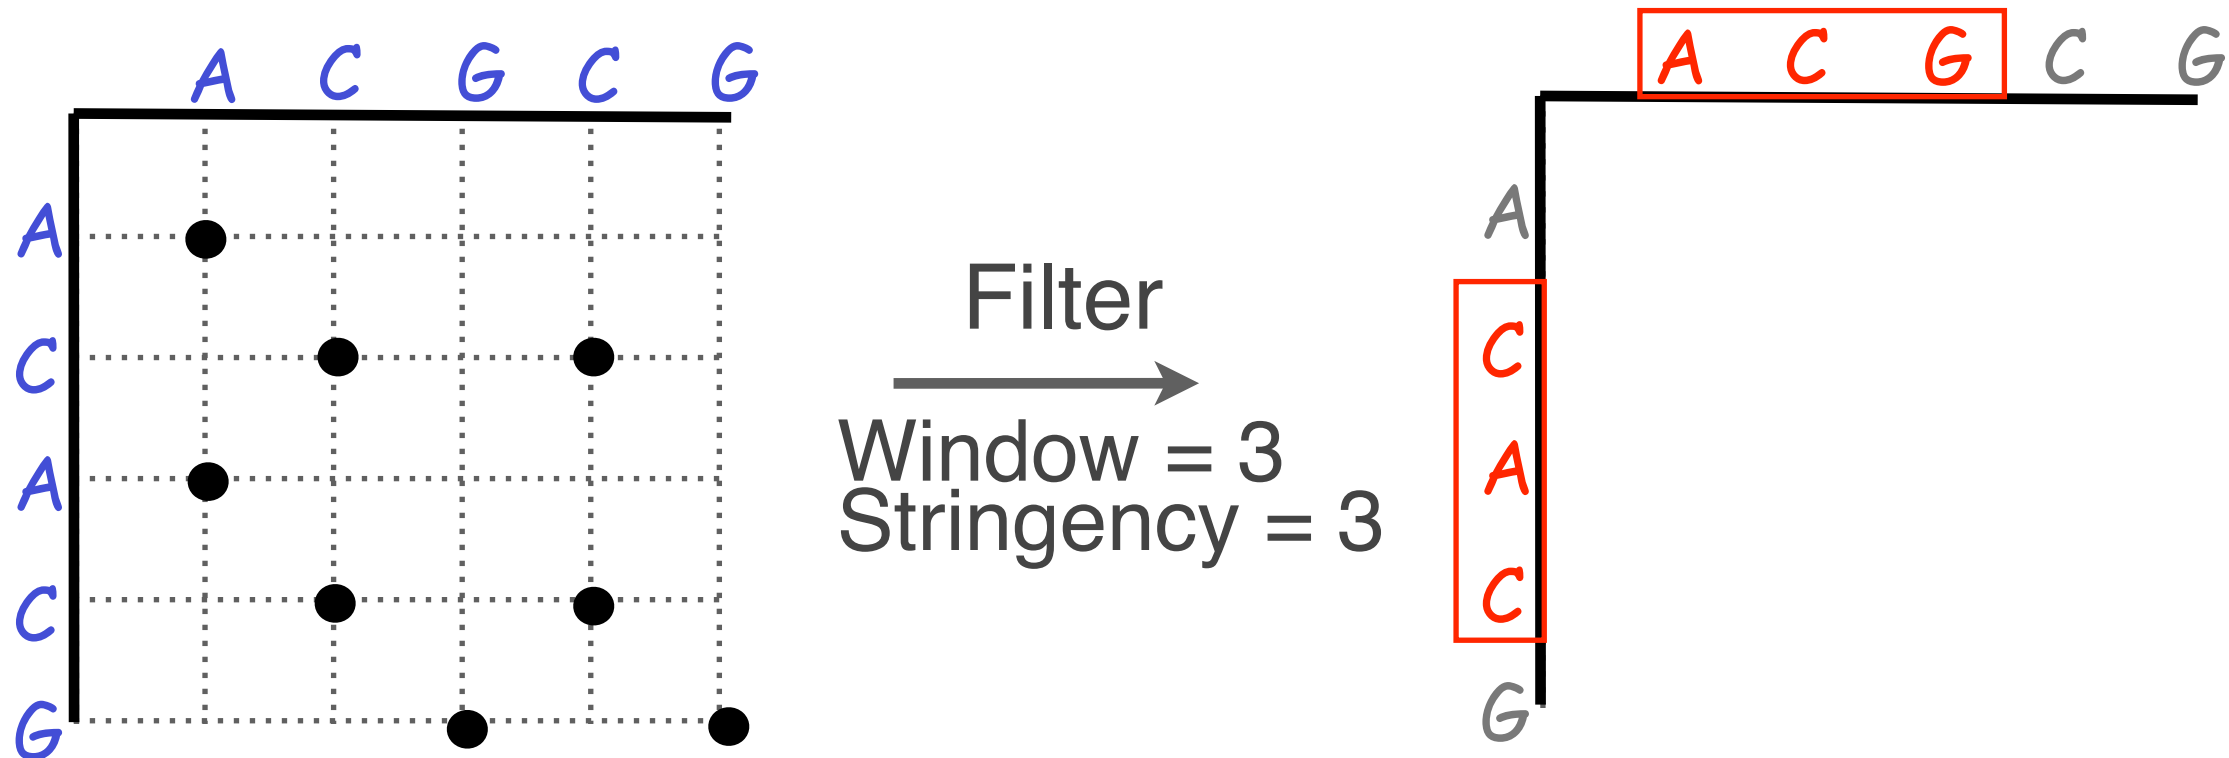 A C G C G
A
C
A
C
G
Filter
Window = 3
Stringency = 3
A C G C G
A
C
A
C
G